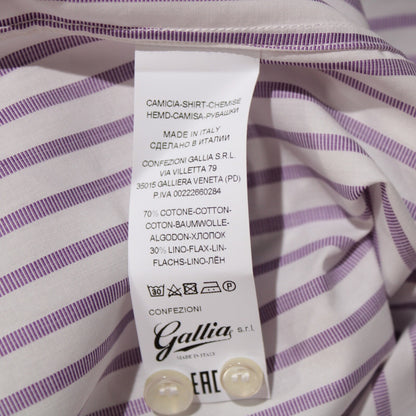 CAMICIA-SHIRT-CHEMISE
HEMD-CAMISA-РУБАШКИ
MADE IN ITALY
СДЕЛАНО В ИТАЛИИ
CONFEZIONI GALLIA S.R.L
VIA VILLETTA 79
35015 GALLIERA VENETA (PD)
P.IVA 00222660284
70% COTONE-COTTON-
COTON-BAUMWOLLE-
ALGODON-ХЛОПОК
30% LINO-FLAX-LIN-
FLACHS-LINO-ЛЁН
30 P
CONFEZIONI
Gallia s.r.l.
MADE IN ITALY
EAC